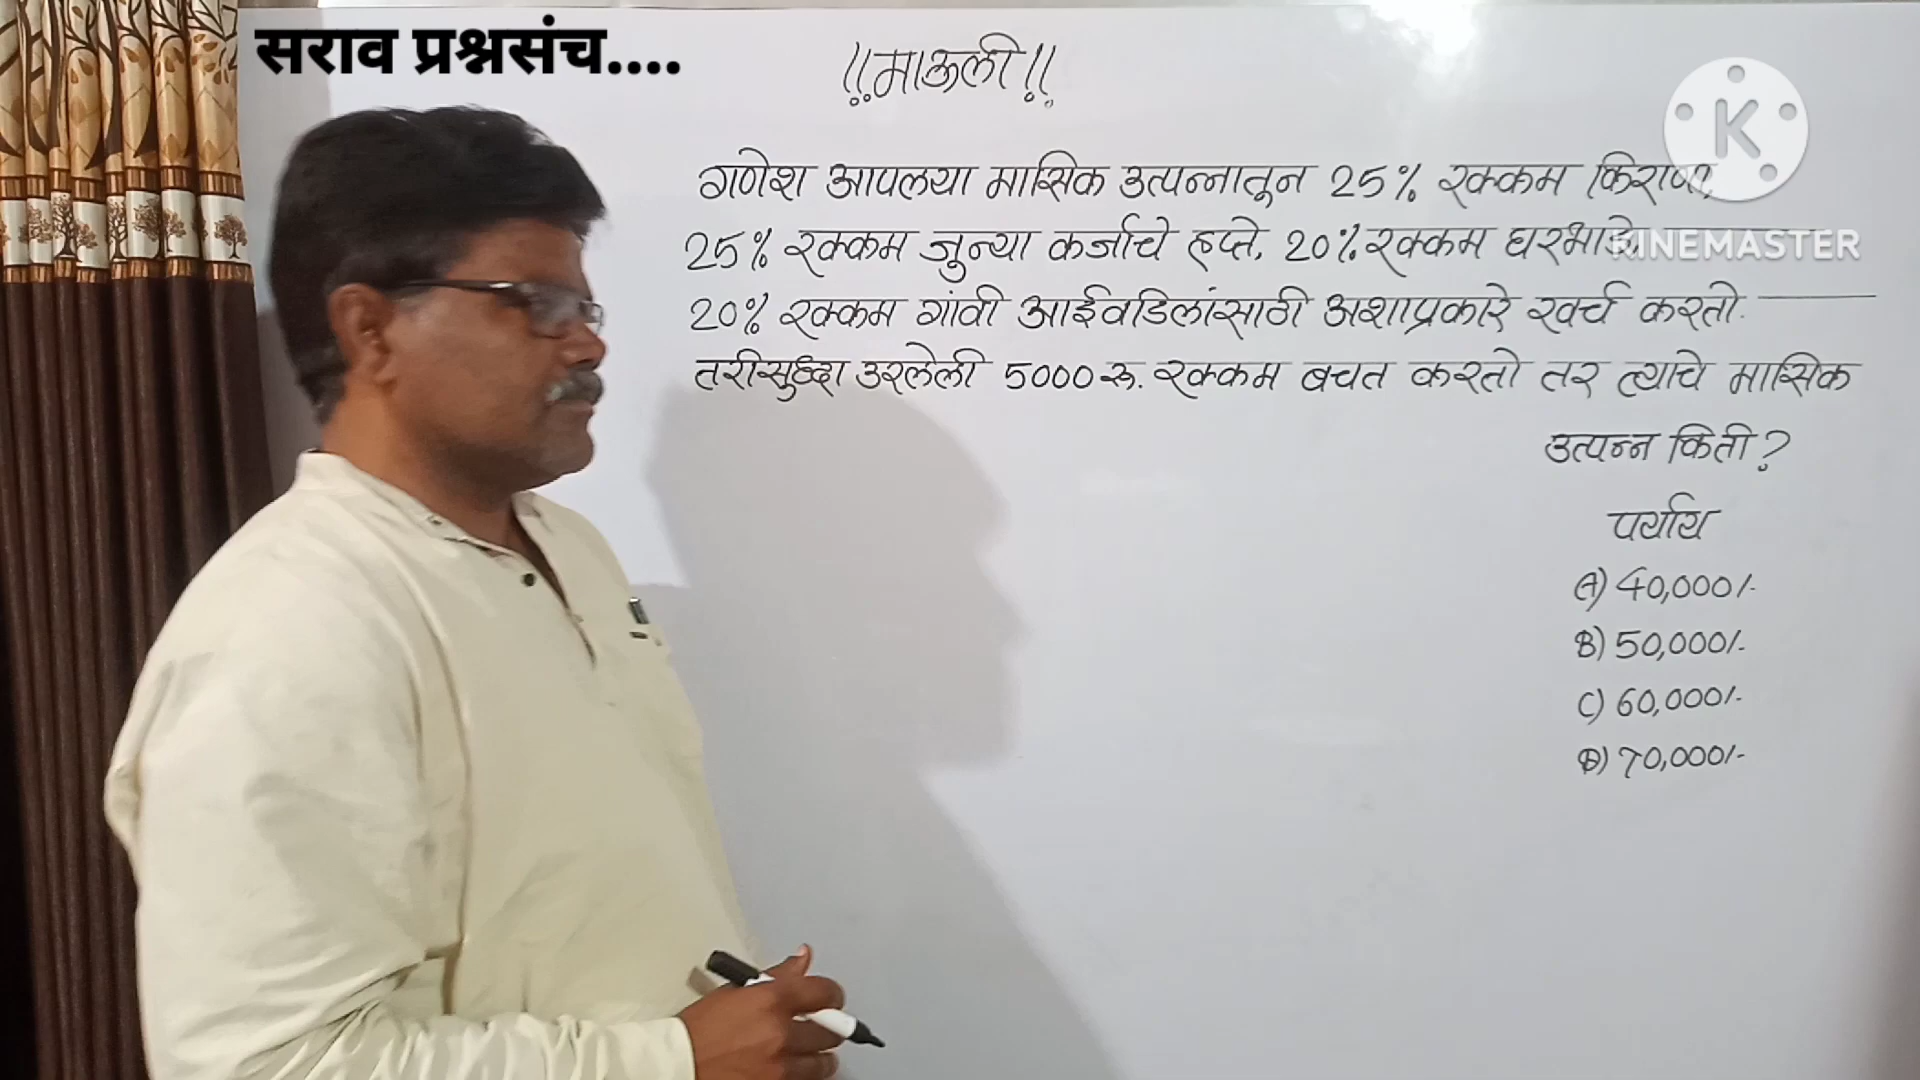 सराव प्रश्नसंच....
!!माऊली!!
K
KINEMASTER
गणेश आपलया मासिक उत्पन्नातून 25% रक्कम किराणा,
25% रक्कम जुन्या कर्जाचे हप्ते, 20% रक्कम घरभाडे,
20% रक्कम गांवी आईवडिलांसाठी अशाप्रकारे खर्च करतो.
तरीसुध्दा उरलेली 5000 रू. रक्कम बचत करतो तर त्याचे मासिक
उत्पन्न किती?
पर्याय
A) 40,000/-
B) 50,000/-
C) 60,000/-
D) 70,000/-